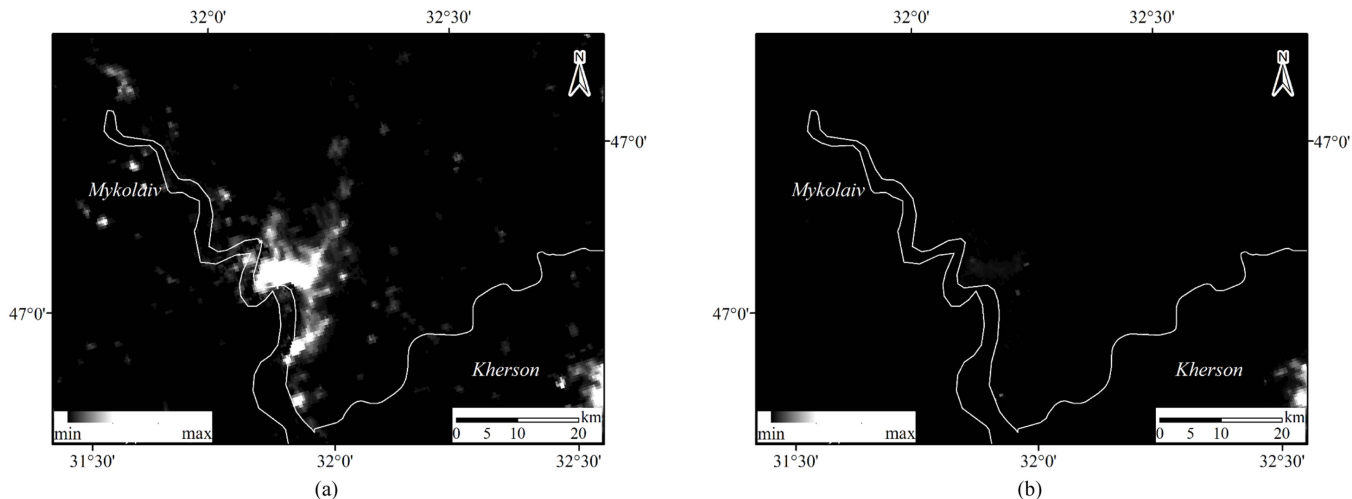 32°0' 32°30' 32°0' 32°30'
N N
47°0' 47°0'
Mykolaiv Mykolaiv
47°0' 47°0'
Kherson Kherson
km km
min max min max
0 5 10 20 0 5 10 20
31°30' 32°0' 32°30' 31°30' 32°0' 32°30'
(a) (b)